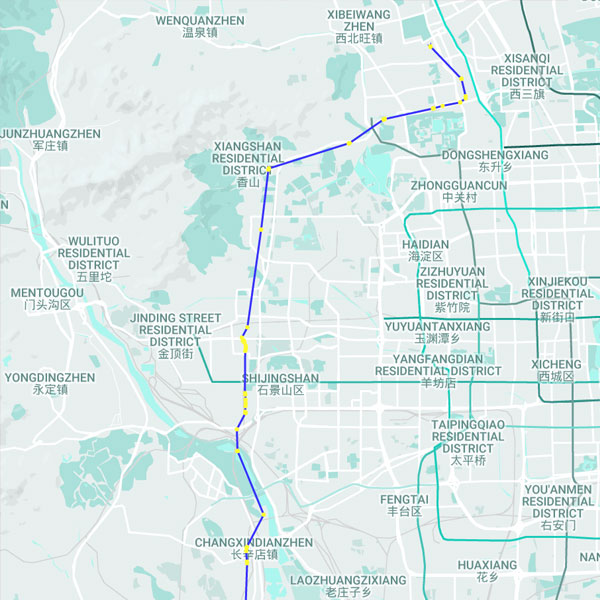 WENQUANZHEN
温泉镇
XIBEIWANG
ZHEN
西北旺镇
XISANQI
RESIDENTIAL
DISTRICT
西三旗
JUNZHUANGZHEN
军庄镇
XIANGSHAN
RESIDENTIAL
DISTRICT
香山
DONGSHENGXIANG
东升乡
ZHONGGUANCUN
中关村
WULITUO
RESIDENTIAL
DISTRICT
五里坨
HAIDIAN
海淀区
ZIZHUYUAN
RESIDENTIAL
DISTRICT
紫竹院
XINJIEKOU
RESIDENTIAL
DISTRICT
新街口
MENTOUGOU
门头沟区
JINDING STREET
RESIDENTIAL
DISTRICT
金顶街
YUYUANTANXIANG
玉渊潭乡
YANGFANGDIAN
RESIDENTIAL DISTRICT
羊坊店
XICHENG
西城区
YONGDINGZHEN
永定镇
SHIJINGSHAN
石景山区
TAIPINGQIAO
RESIDENTIAL
DISTRICT
太平桥
FENGTAI
丰台区
YOU'ANMEN
RESIDENTIAL
DISTRICT
右安门
CHANGXINDIANZHEN
长辛店镇
HUAXIANG
花乡
NAN
LAOZHUANGZIXIANG
老庄子乡